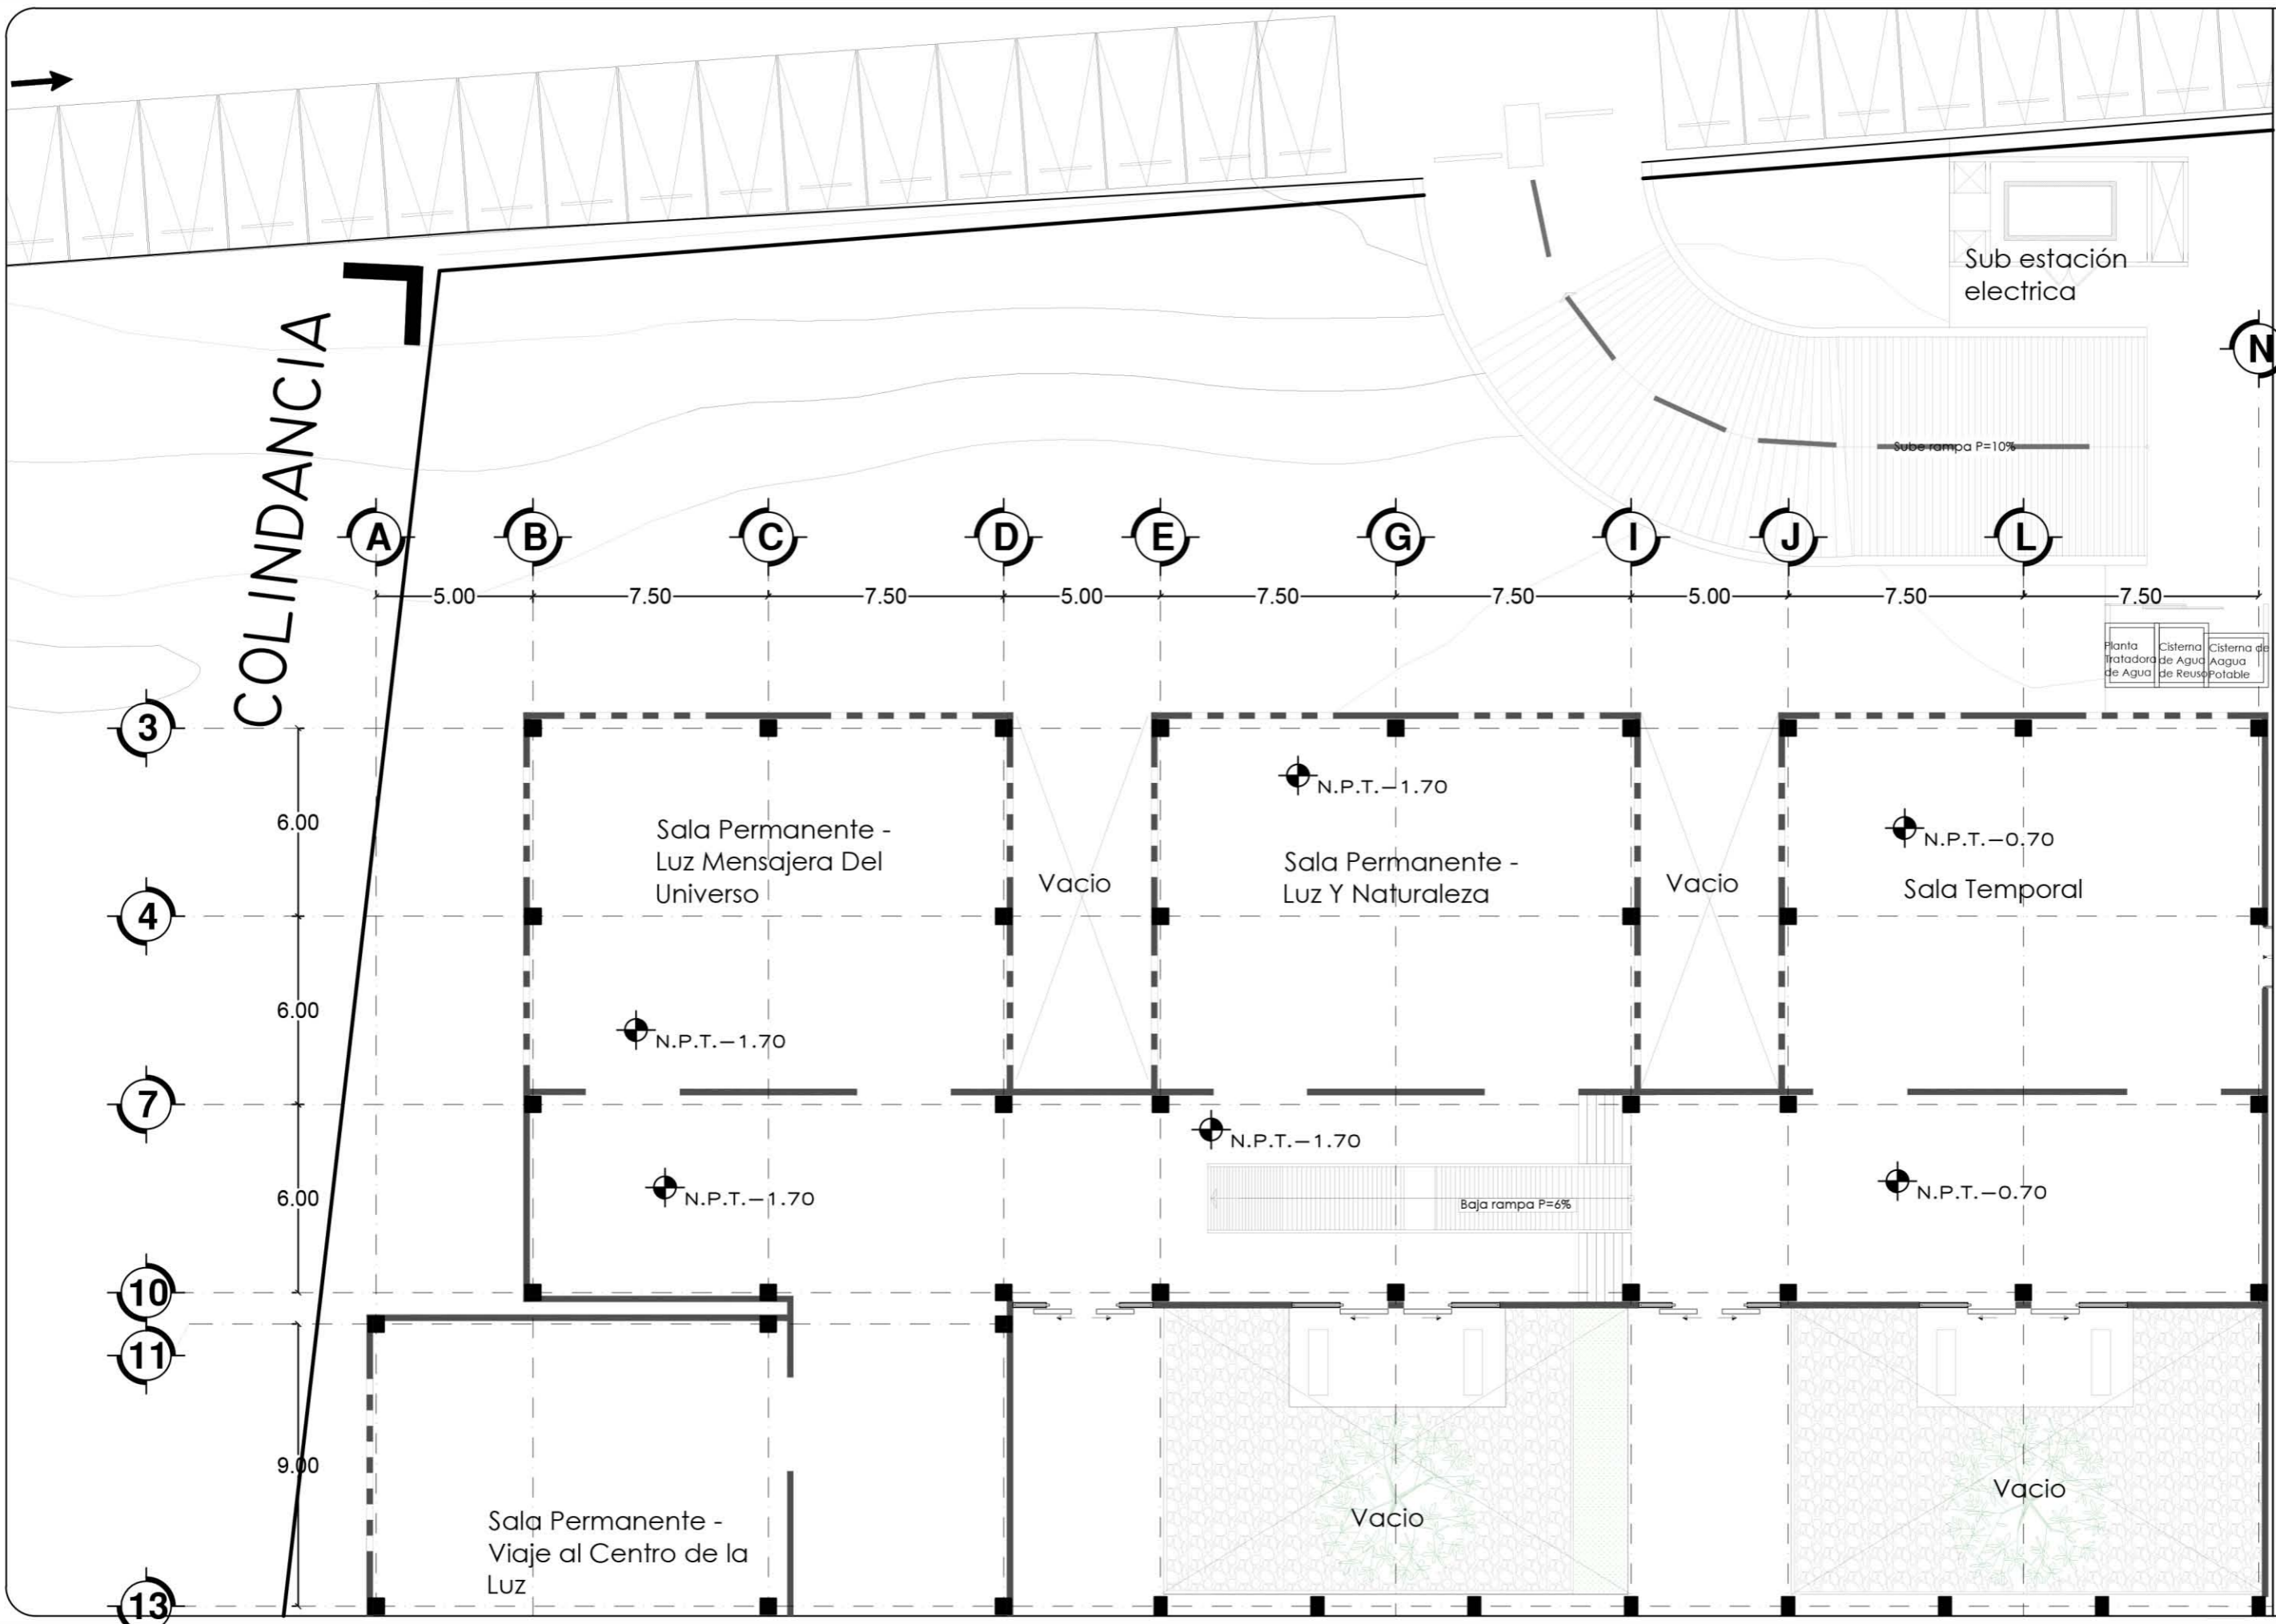 Sub estación
electrica
N
COLINDANCIA
Sube rampa P=10%
A
B
C
D
E
G
I
J
L
5.00
7.50
7.50
5.00
7.50
7.50
5.00
7.50
7.50
Planta
Tratadora
de Agua
Cisterna
de Agua
de Reuso
Cisterna de
Aagua
Potable
3
N.P.T.-1.70
6.00
Sala Permanente -
Luz Mensajera Del
Universo
Vacio
Sala Permanente -
Luz Y Naturaleza
Vacio
N.P.T.-0.70
Sala Temporal
4
6.00
N.P.T.-1.70
7
N.P.T.-1.70
6.00
N.P.T.-1.70
Baja rampa P=6%
N.P.T.-0.70
10
11
9.00
Sala Permanente -
Viaje al Centro de la
Luz
Vacio
Vacio
13